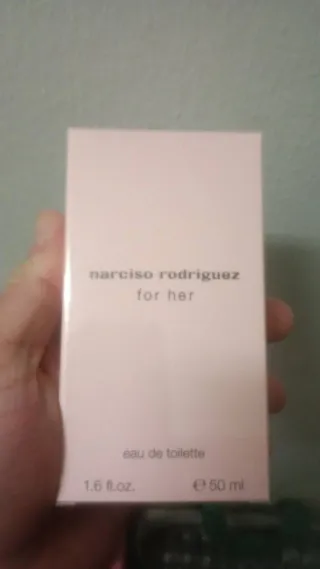 narciso rodriguez
for her
eau de toilette
1.6 fl.oz. ℮ 50 ml